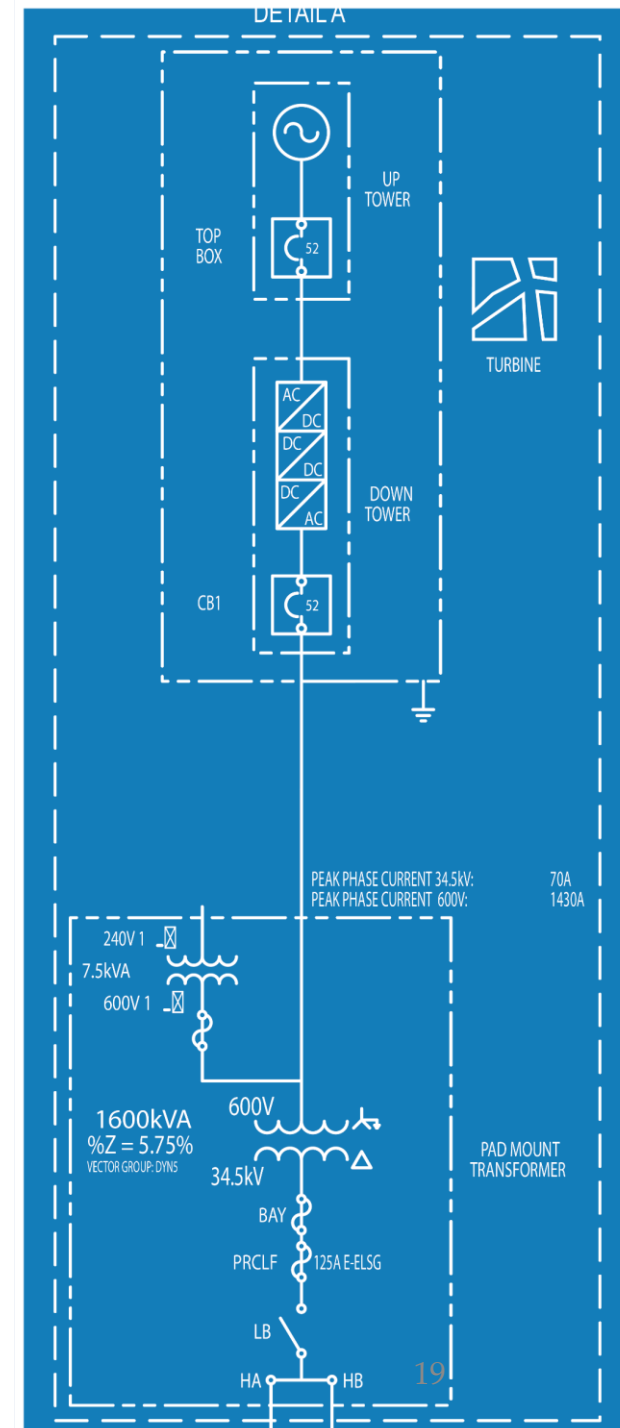 DETAIL A
UP
TOWER
TOP
BOX
52
TURBINE
AC
DC
DC
DC
DC
AC
DOWN
TOWER
CB1
52
PEAK PHASE CURRENT 34.5kV: 70A
PEAK PHASE CURRENT 600V: 1430A
240V 1
7.5kVA
600V 1
1600kVA
%Z = 5.75%
VECTOR GROUP: DYN5
600V
34.5kV
PAD MOUNT
TRANSFORMER
BAY
PRCLF
125A E-ELSG
LB
HA
HB
19